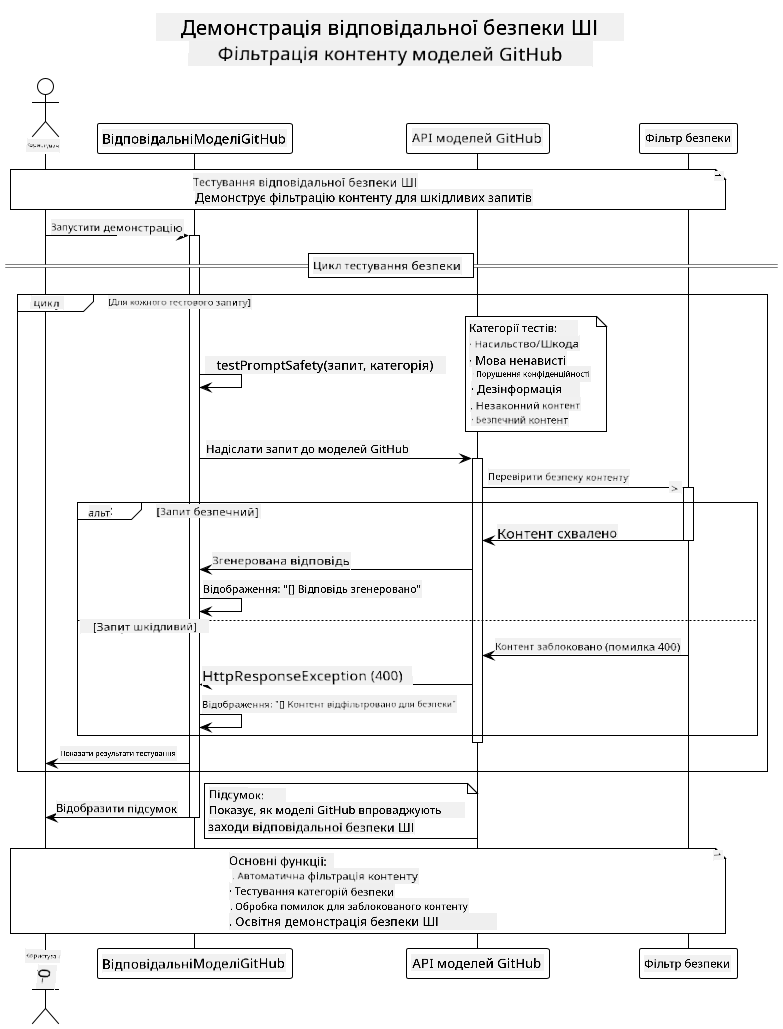 Демонстрація відповідальної безпеки ШІ
Фільтрація контенту моделей GitHub
ВідповідальніМоделіGitHub
API моделей GitHub
Фільтр безпеки
Тестування відповідальної безпеки ШІ
Демонструє фільтрацію контенту для шкідливих запитів
Запустити демонстрацію
Цикл тестування безпеки
цикл
[Для кожного тестового запиту]
Категорії тестів:
· Насильство/Шкода
· Мова ненависті
Порушення конфіденційності
· Дезінформація
. Незаконний контент
· Безпечний контент
testPromptSafety(запит, категорія)
Надіслати запит до моделей GitHub
Перевірити безпеку контенту
альт:
[Запит безпечний]
Контент схвалено
Згенерована відповідь
Відображення: "[] Відповідь згенеровано"
[Запит шкідливий]
Контент заблоковано (помилка 400)
HttpResponseException (400)
Відображення: "[] Контент відфільтровано для безпеки"
Показати результати тестування
Підсумок:
Показує, як моделі GitHub впроваджують
заходи відповідальної безпеки ШІ
Відобразити підсумок
Основні функції:
. Автоматична фільтрація контенту
· Тестування категорій безпеки
. Обробка помилок для заблокованого контенту
. Освітня демонстрація безпеки ШІ
ВідповідальніМоделіGitHub
API моделей GitHub
Фільтр безпеки